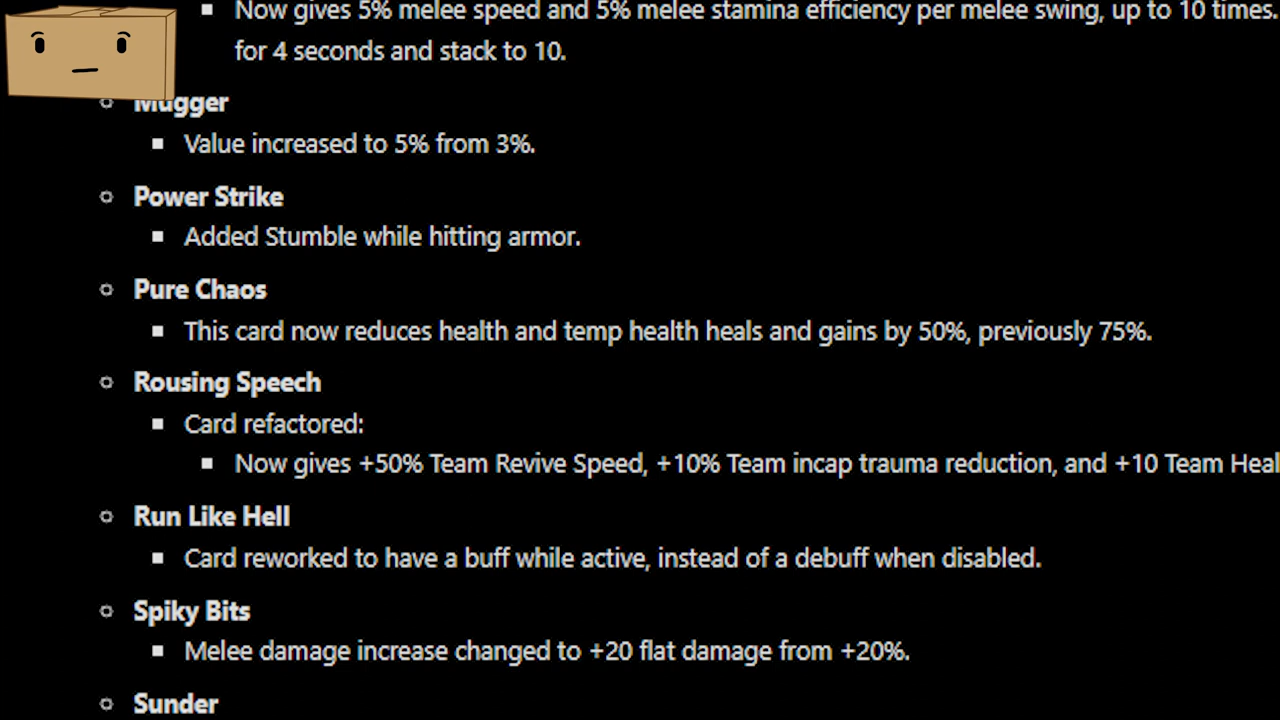 Now gives 5% melee speed and 5% melee stamina efficiency per melee swing, up to 10 times.
for 4 seconds and stack to 10.
Mugger
Value increased to 5% from 3%.
Power Strike
Added Stumble while hitting armor.
Pure Chaos
This card now reduces health and temp health heals and gains by 50%, previously 75%.
Rousing Speech
Card refactored:
Now gives +50% Team Revive Speed, +10% Team incap trauma reduction, and +10 Team Heal
Run Like Hell
Card reworked to have a buff while active, instead of a debuff when disabled.
Spiky Bits
Melee damage increase changed to +20 flat damage from +20%.
Sunder